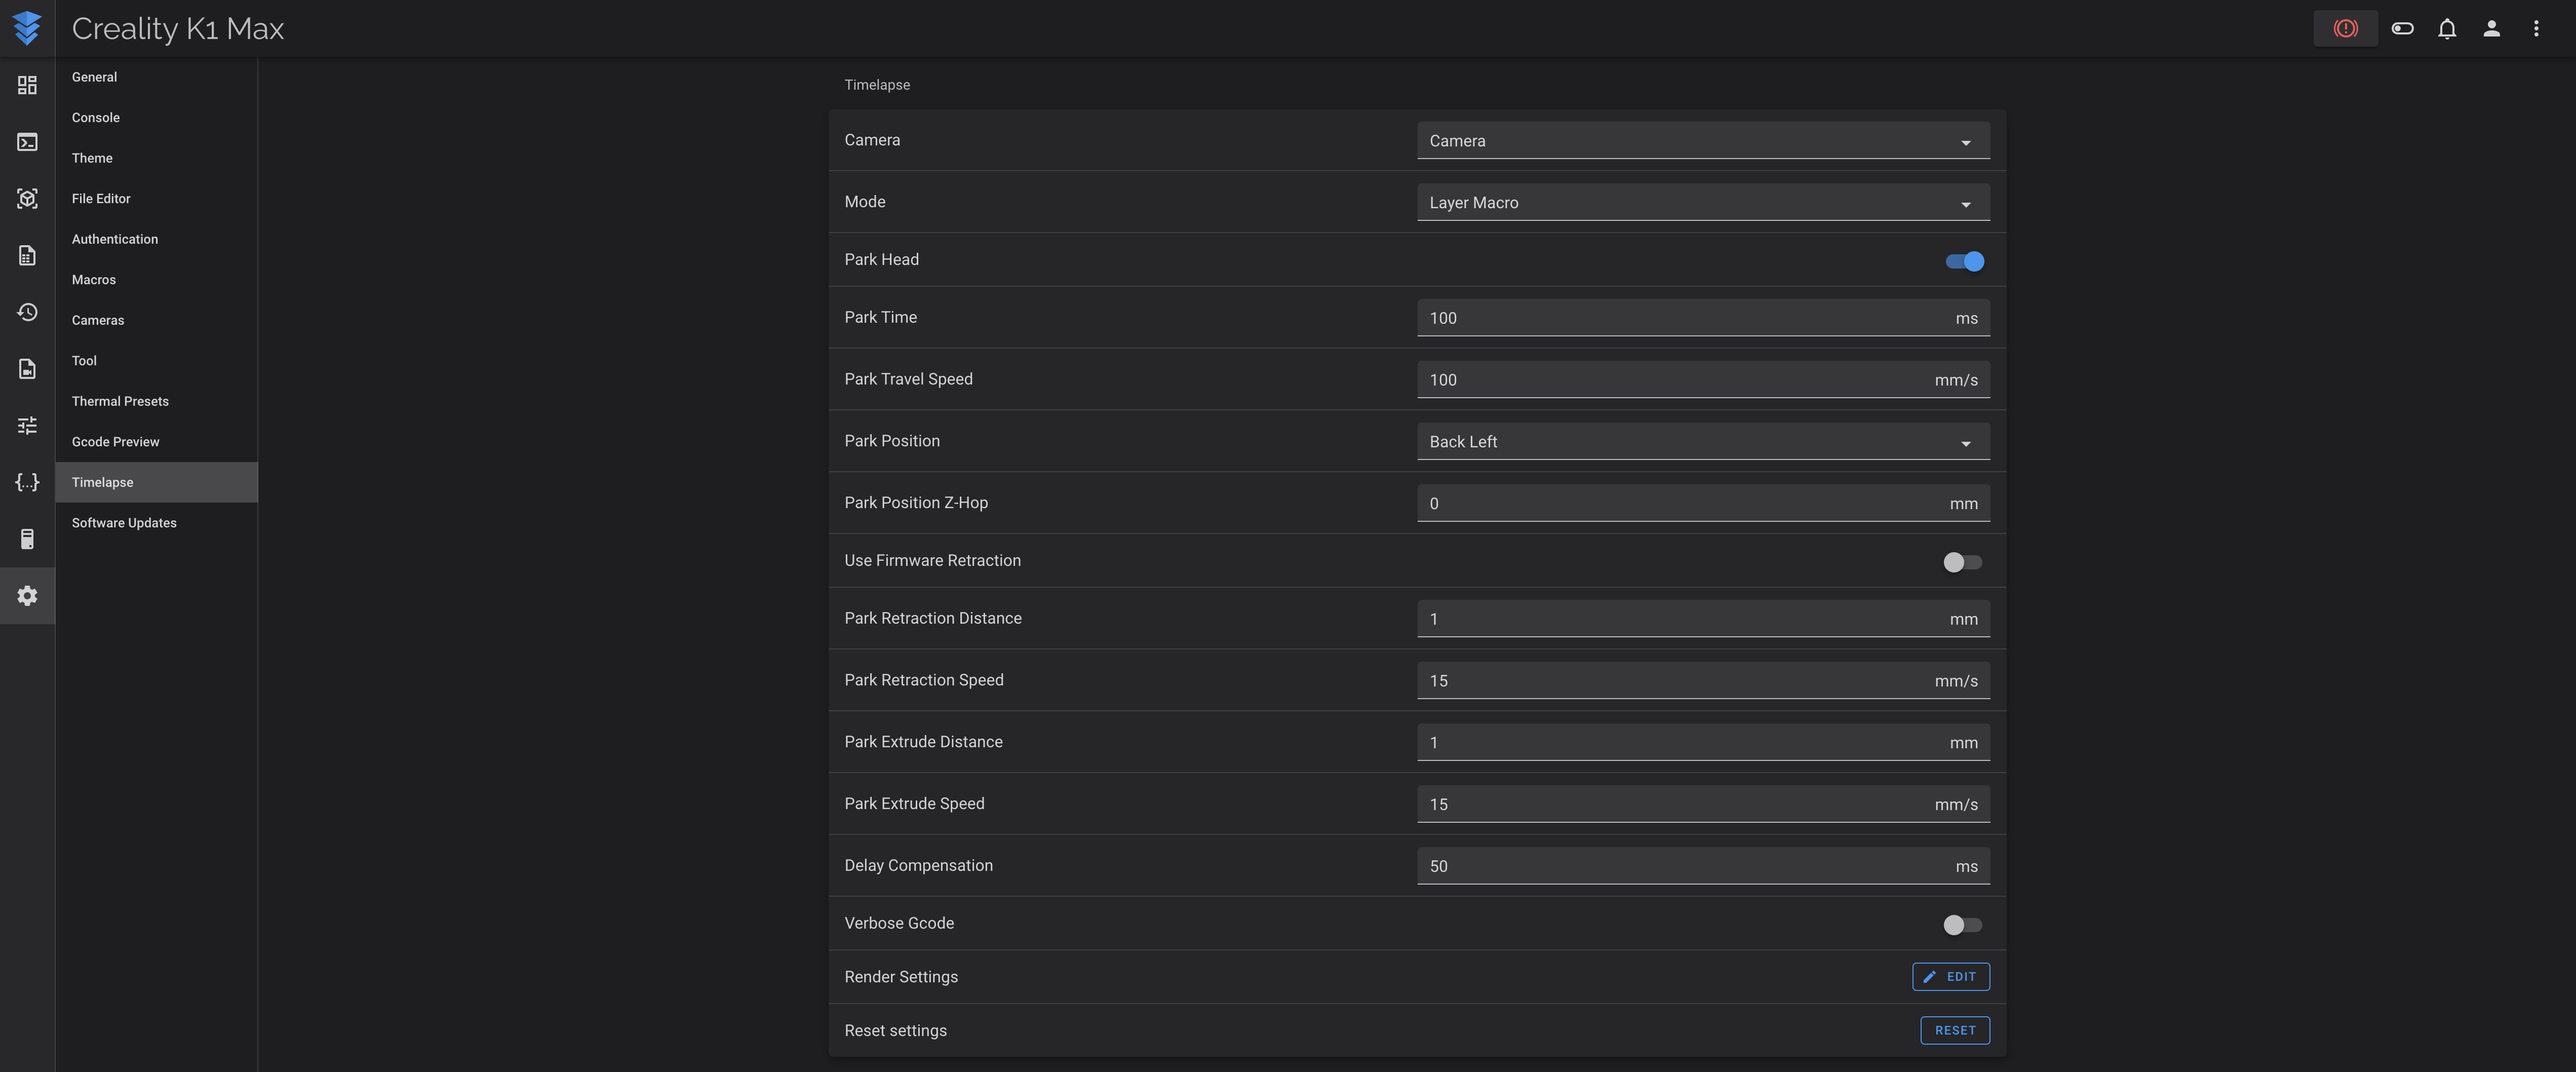 Creality K1 Max
General
Console
Theme
File Editor
Authentication
Macros
Cameras
Tool
Thermal Presets
Gcode Preview
Timelapse
Software Updates
Timelapse
Camera
Camera
Mode
Layer Macro
Park Head
Park Time
100 ms
Park Travel Speed
100 mm/s
Park Position
Back Left
Park Position Z-Hop
0 mm
Use Firmware Retraction
Park Retraction Distance
1 mm
Park Retraction Speed
15 mm/s
Park Extrude Distance
1 mm
Park Extrude Speed
15 mm/s
Delay Compensation
50 ms
Verbose Gcode
Render Settings
EDIT
Reset settings
RESET